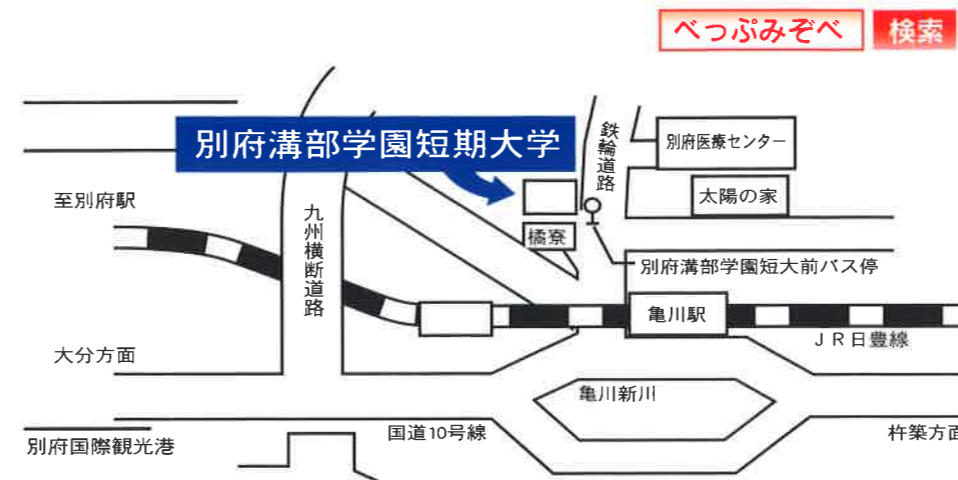 べっぷみぞべ 検索
別府溝部学園短期大学
鉄輪道路
別府医療センター
太陽の家
至別府駅
九州横断道路
橘寮
別府溝部学園短大前バス停
亀川駅
JR日豊線
大分方面
亀川新川
国道10号線
杵築方面
別府国際観光港